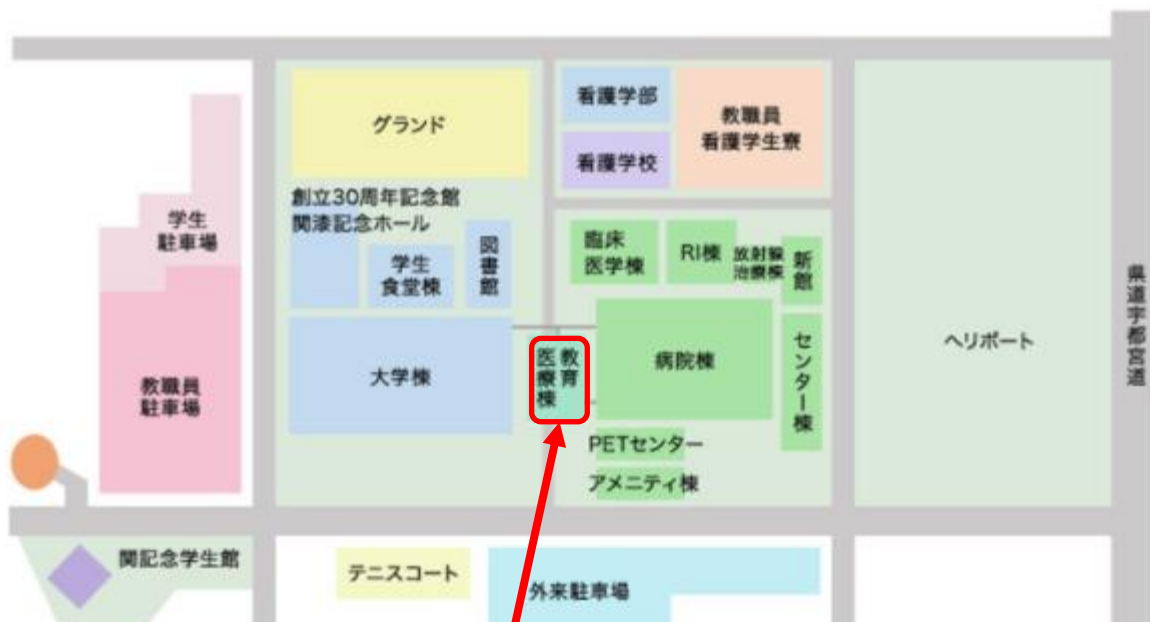 グランド
看護学部
看護学校
教職員
看護学生寮
創立30周年記念館
関湊記念ホール
学生
食堂棟
図書館
臨床
医学棟
RI棟
放射線
治療棟
新館
学生
駐車場
教職員
駐車場
大学棟
教育
医療棟
病院棟
センター棟
ヘリポート
県道宇都宮道
PETセンター
アメニティ棟
関記念学生館
テニスコート
外来駐車場